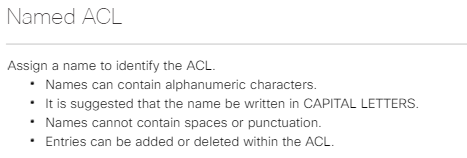 Named ACL
Assign a name to identify the ACL.
• Names can contain alphanumeric characters.
• It is suggested that the name be written in CAPITAL LETTERS.
• Names cannot contain spaces or punctuation.
• Entries can be added or deleted within the ACL.